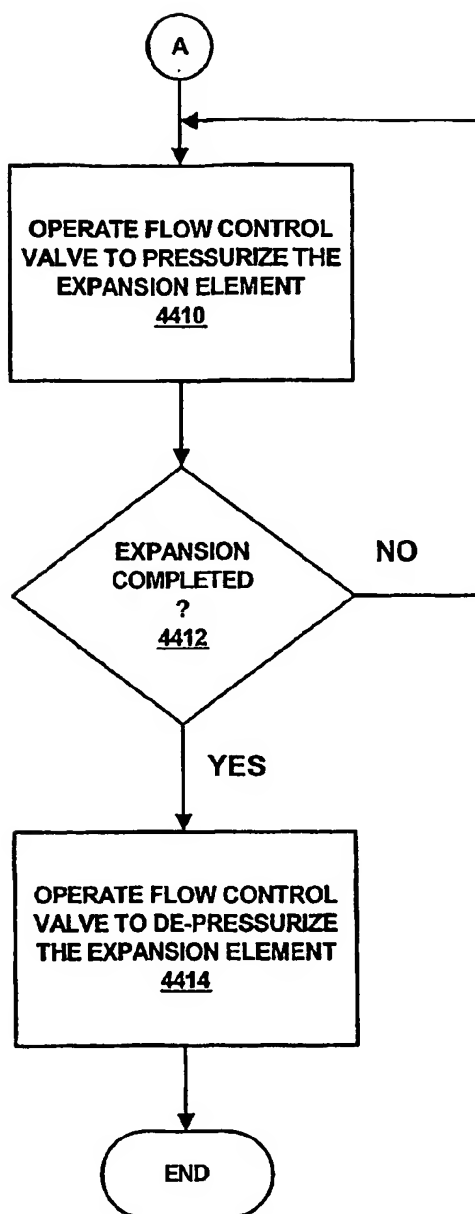 A
OPERATE FLOW CONTROL
VALVE TO PRESSURIZE THE
EXPANSION ELEMENT
4410
EXPANSION
COMPLETED
?
4412
NO
YES
OPERATE FLOW CONTROL
VALVE TO DE-PRESSURIZE
THE EXPANSION ELEMENT
4414
END